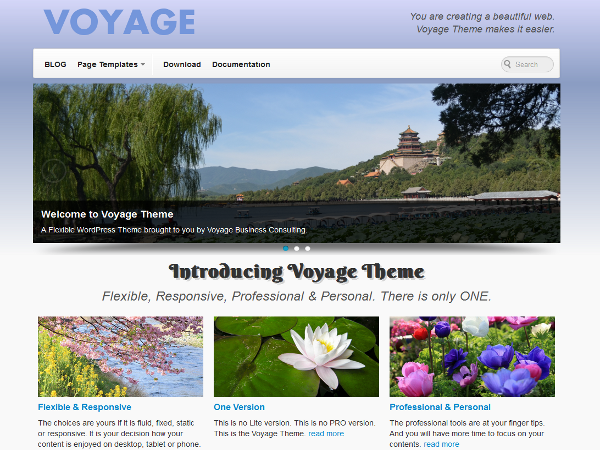 VOYAGE
You are creating a beautiful web.
Voyage Theme makes it easier.
BLOG Page Templates Download Documentation Search
Welcome to Voyage Theme
A Flexible WordPress Theme brought to you by Voyage Business Consulting.
Introducing Voyage Theme
Flexible, Responsive, Professional & Personal. There is only ONE.
Flexible & Responsive
The choices are yours if it is fluid, fixed, static
or responsive. It is your decision how your
content is enjoyed on desktop, tablet or phone.
One Version
This is no Lite version. This is no PRO version.
This is the Voyage Theme. read more
Professional & Personal
The professional tools are at your finger tips.
And you will have more time to focus on your
contents. read more